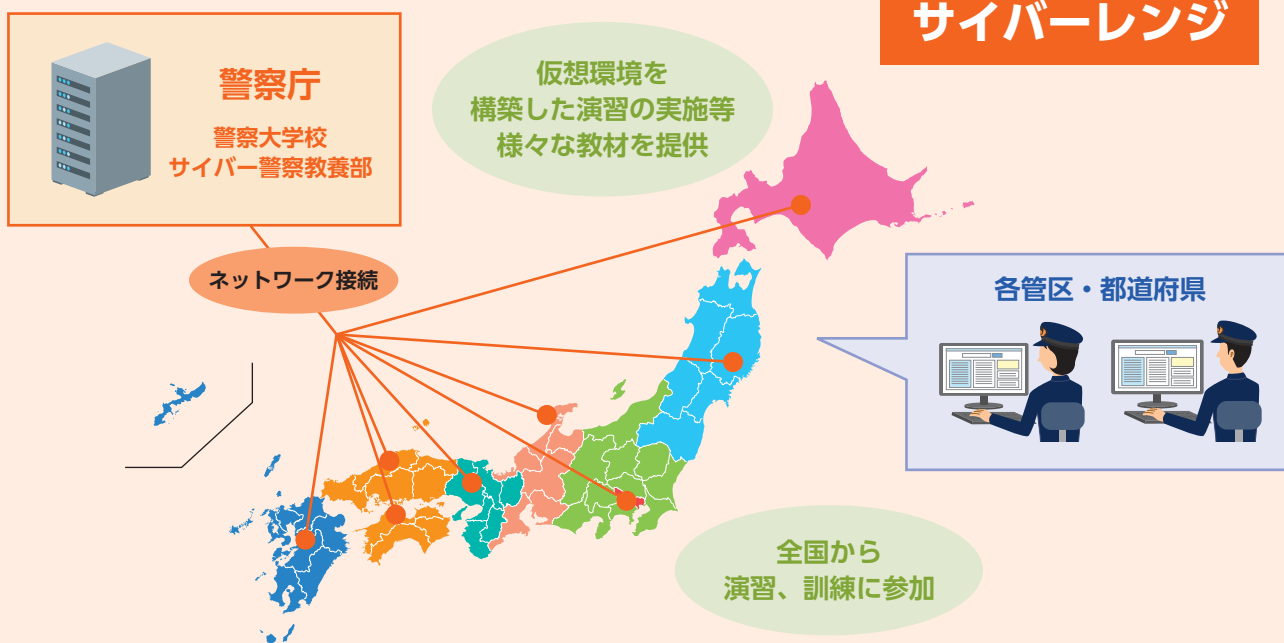 サイバーレンジ
警察庁
警察大学校
サイバー警察教養部
仮想環境を
構築した演習の実施等
様々な教材を提供
ネットワーク接続
各管区・都道府県
全国から
演習、訓練に参加